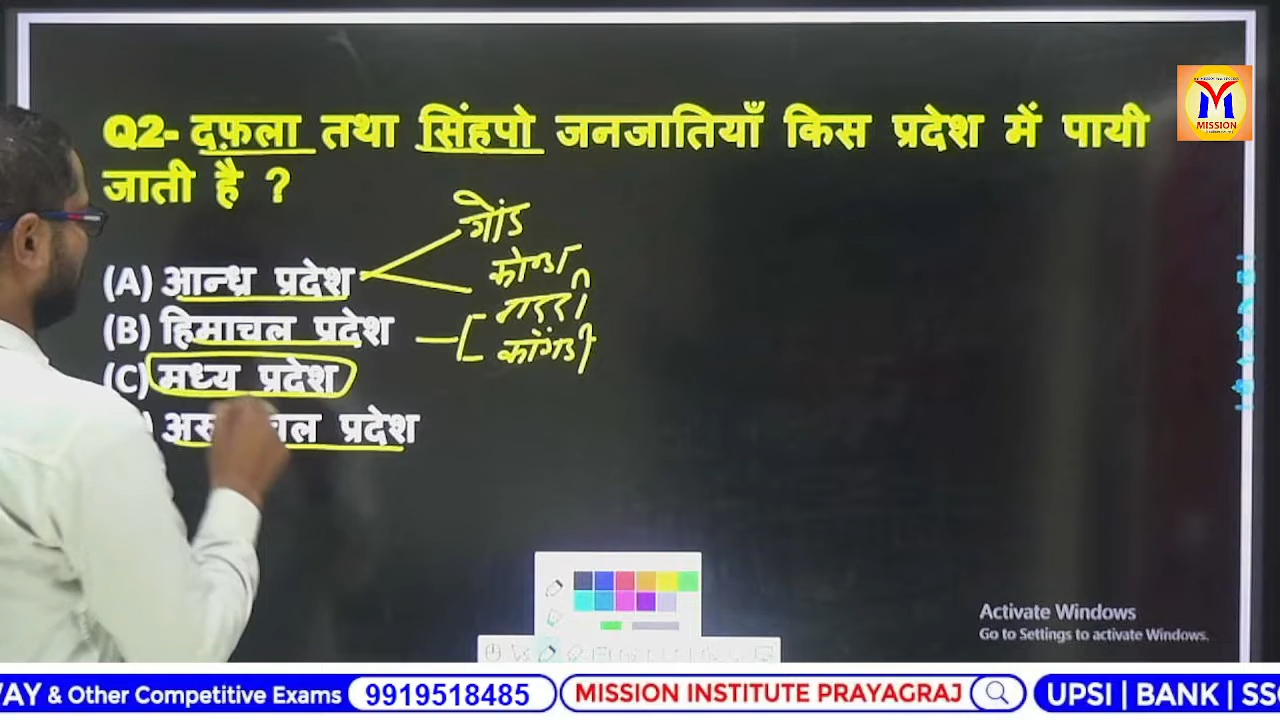 Q2- दफ़ला तथा सिंहपो जनजातियाँ किस प्रदेश में पायी
जाती है ?
(A) आन्ध्र प्रदेश
गोंड
कोण्डा
(B) हिमाचल प्रदेश
गद्दी
(C) मध्य प्रदेश
प्रदेश
MISSION
Activate Windows
Go to Settings to activate Windows.
WAY & Other Competitive Exams 9919518485 MISSION INSTITUTE PRAYAGRAJ UPSI | BANK | SSC